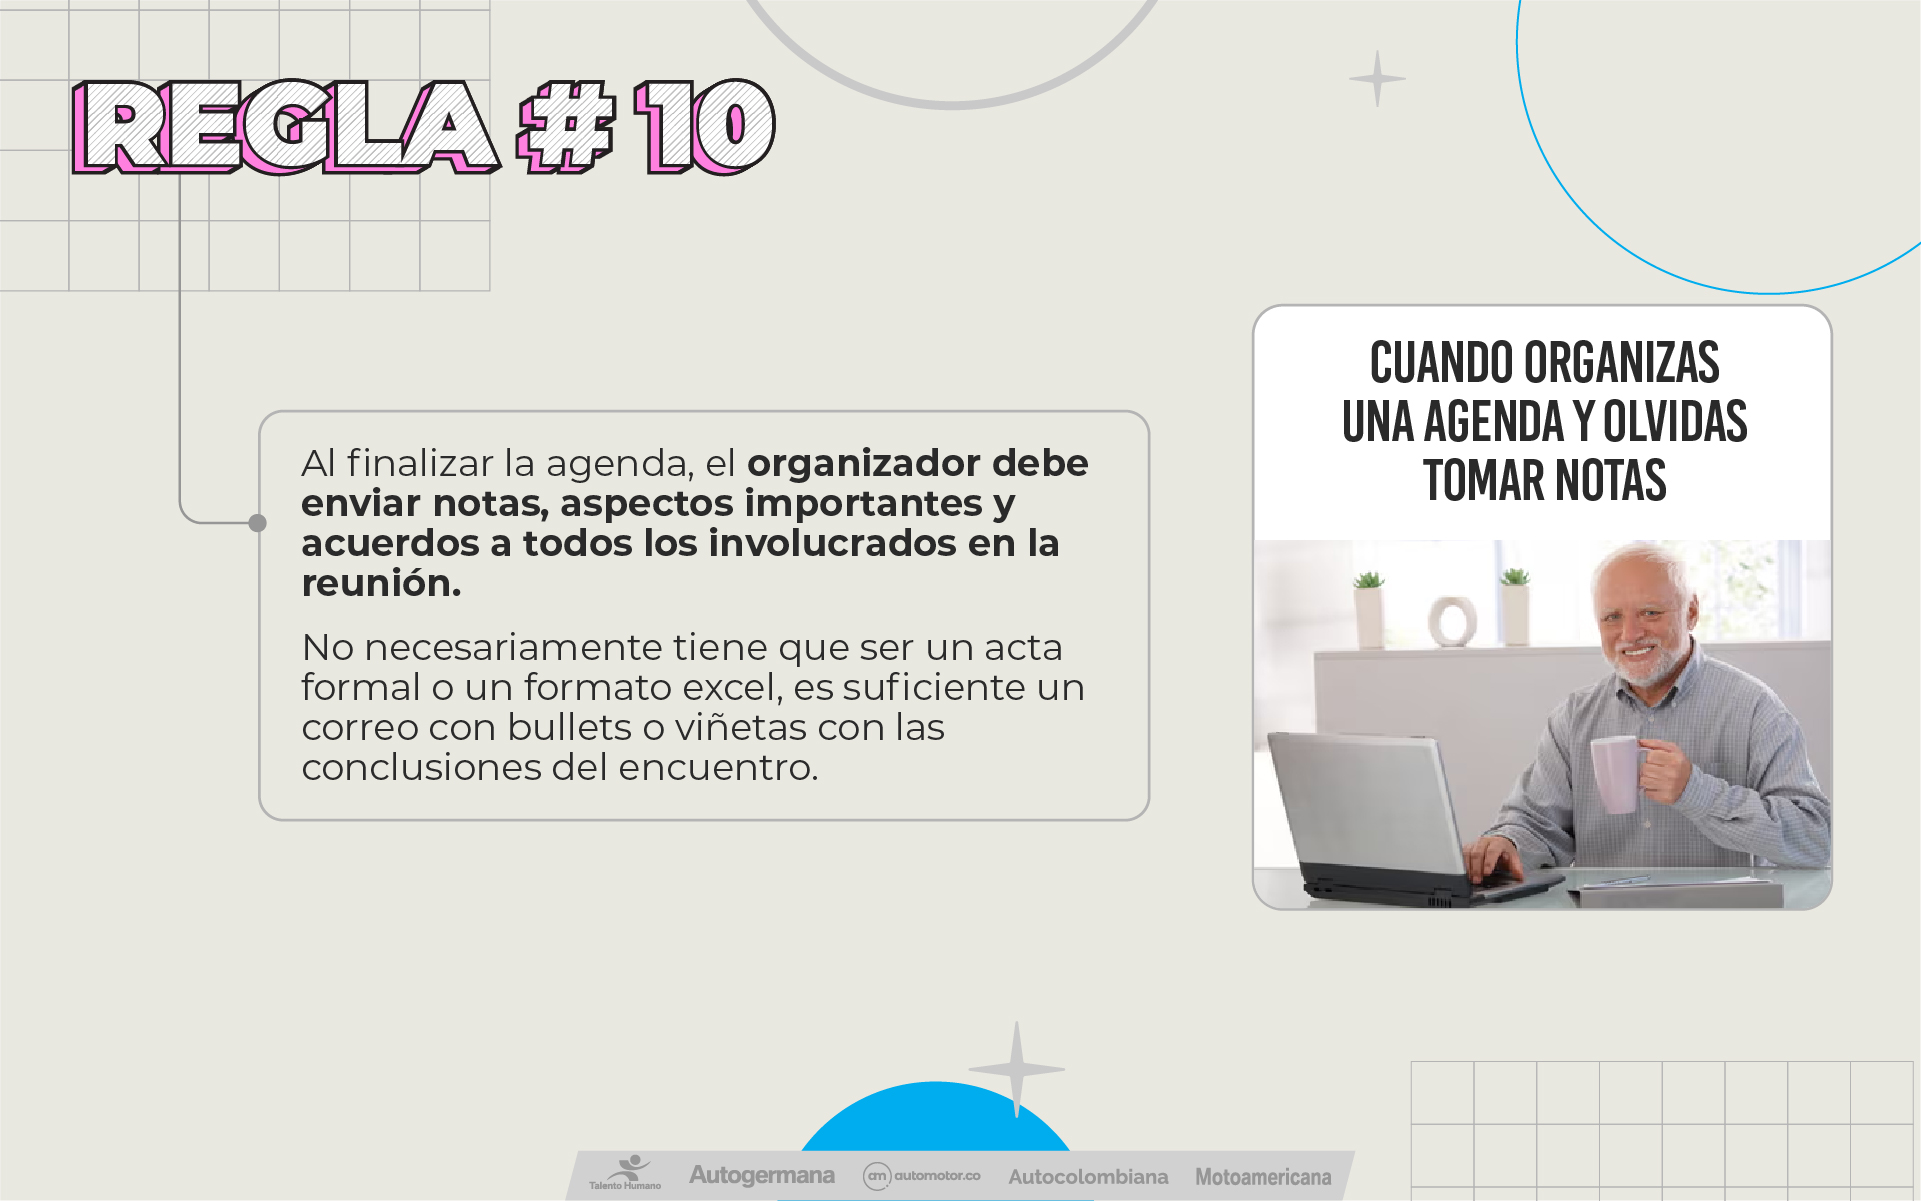 REGLA # 10
Al finalizar la agenda, el organizador debe
enviar notas, aspectos importantes y
acuerdos a todos los involucrados en la
reunión.
No necesariamente tiene que ser un acta
formal o un formato excel, es suficiente un
correo con bullets o viñetas con las
conclusiones del encuentro.
CUANDO ORGANIZAS
UNA AGENDA Y OLVIDAS
TOMAR NOTAS
Talento Humano
Autogermana
am automotor.co
Autocolombiana
Motoamericana